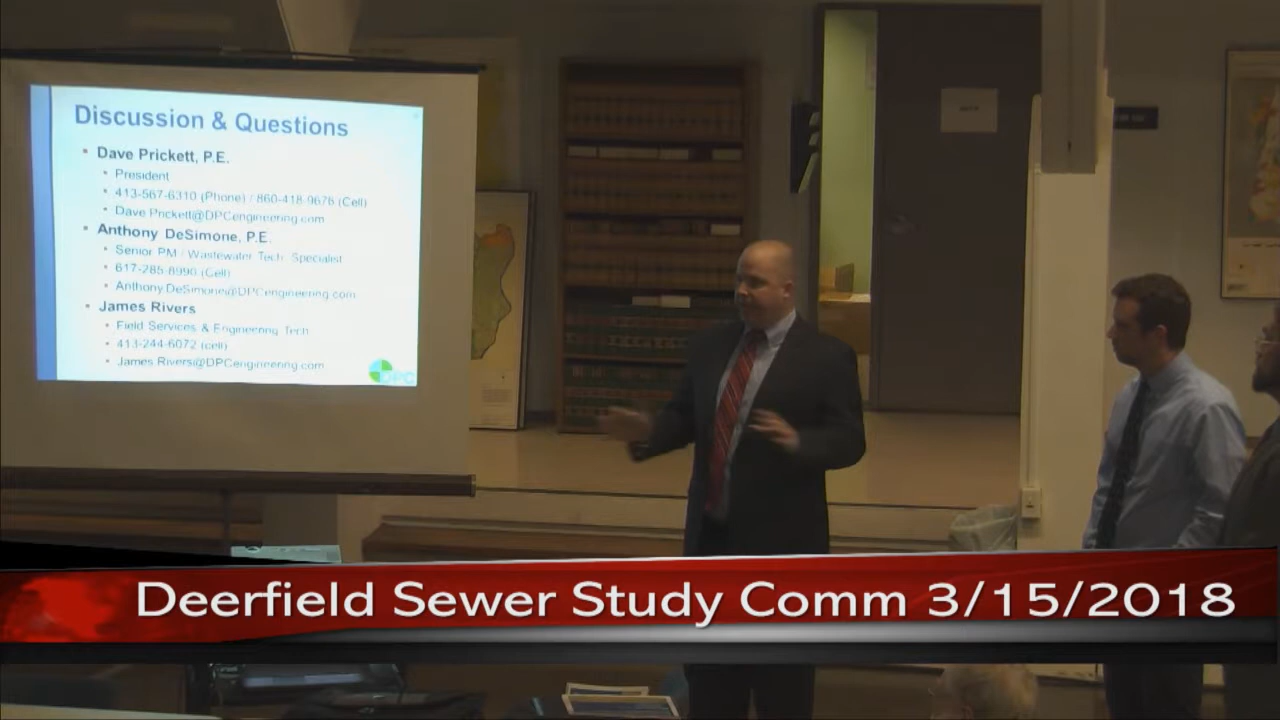 Discussion & Questions
Dave Prickett, P.E.
President
413-567-6310 (Phone) / 860-418-9676 (Cell)
Dave.Prickett@DPCengineering.com
Anthony DeSimone, P.E.
Senior PM / Wastewater Tech. Specialist
617-285-8990 (Cell)
Anthony.DeSimone@DPCengineering.com
James Rivers
Field Services & Engineering Tech
413-244-6072 (cell)
James.Rivers@DPCengineering.com
DPC
Deerfield Sewer Study Comm 3/15/2018